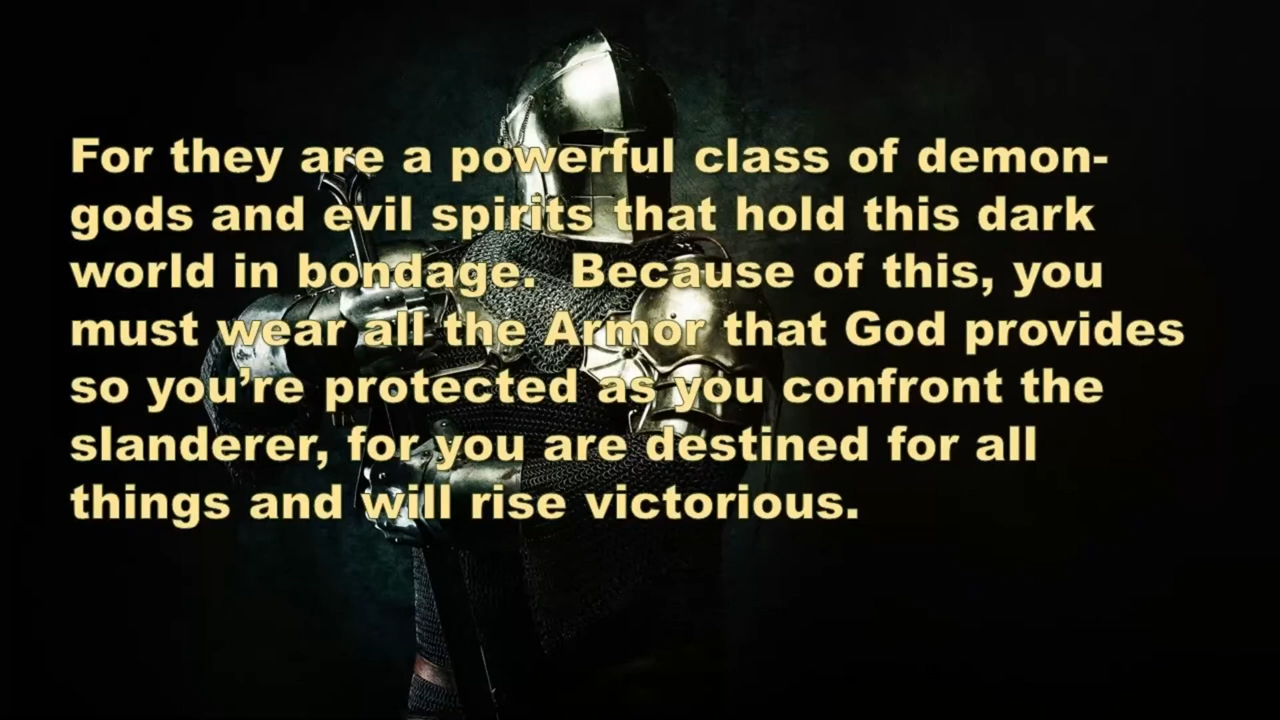 For they are a powerful class of demon-
gods and evil spirits that hold this dark
world in bondage.  Because of this, you
must wear all the Armor that God provides
so you’re protected as you confront the
slanderer, for you are destined for all
things and will rise victorious.